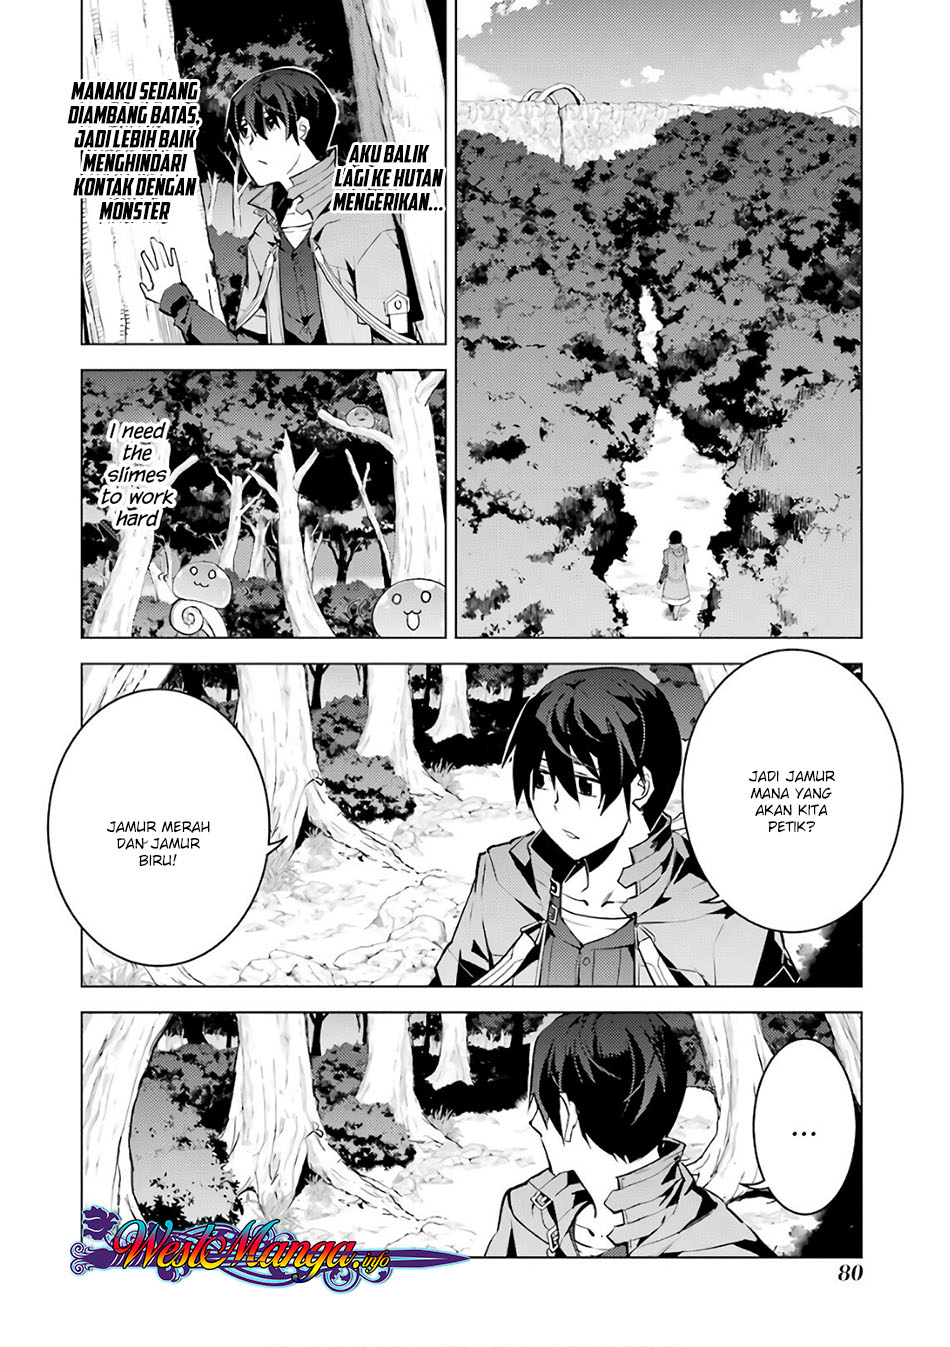 AKU BALIK
LAGI KE HUTAN
MENGERIKAN...
MANAKU SEDANG
DIAMBANG BATAS,
JADI LEBIH BAIK
MENGHINDARI
KONTAK DENGAN
MONSTER
I need
the
slimes
to work
hard
JADI JAMUR
MANA YANG
AKAN KITA
PETIK?
JAMUR MERAH
DAN JAMUR
BIRU!
...
WestManga.info
80